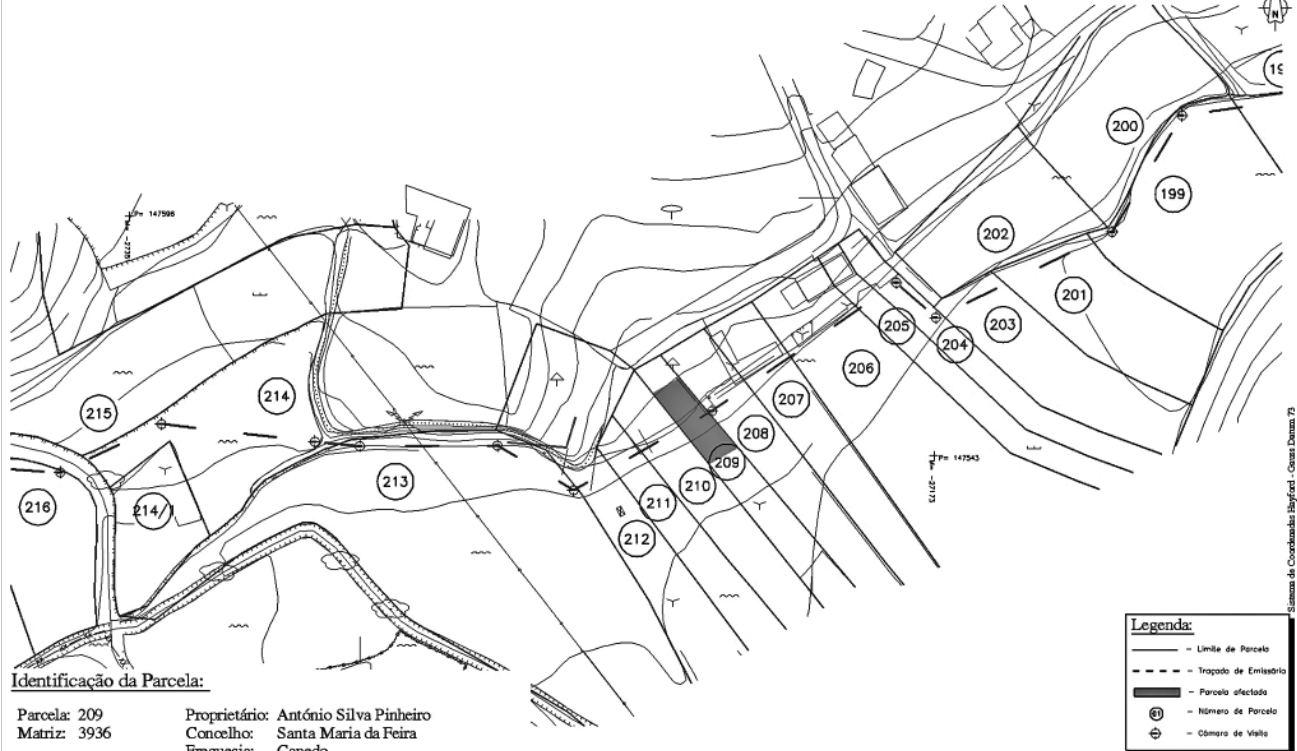 N
19
200
199
P= 147596
202
201
203
205
204
206
207
208
209
210
211
212
P= 147543
-27173
215
214
213
216
214/1
Sistema de Coordenadas Hayford - Gauss Datum 73
Legenda:
- Limite de Parcela
- Traçado de Emissário
- Parcela afectada
- Número de Parcela
- Câmara de Visita
Identificação da Parcela:
Parcela: 209 Proprietário: António Silva Pinheiro
Matriz: 3936 Concelho: Santa Maria da Feira
Freguesia: Canedo